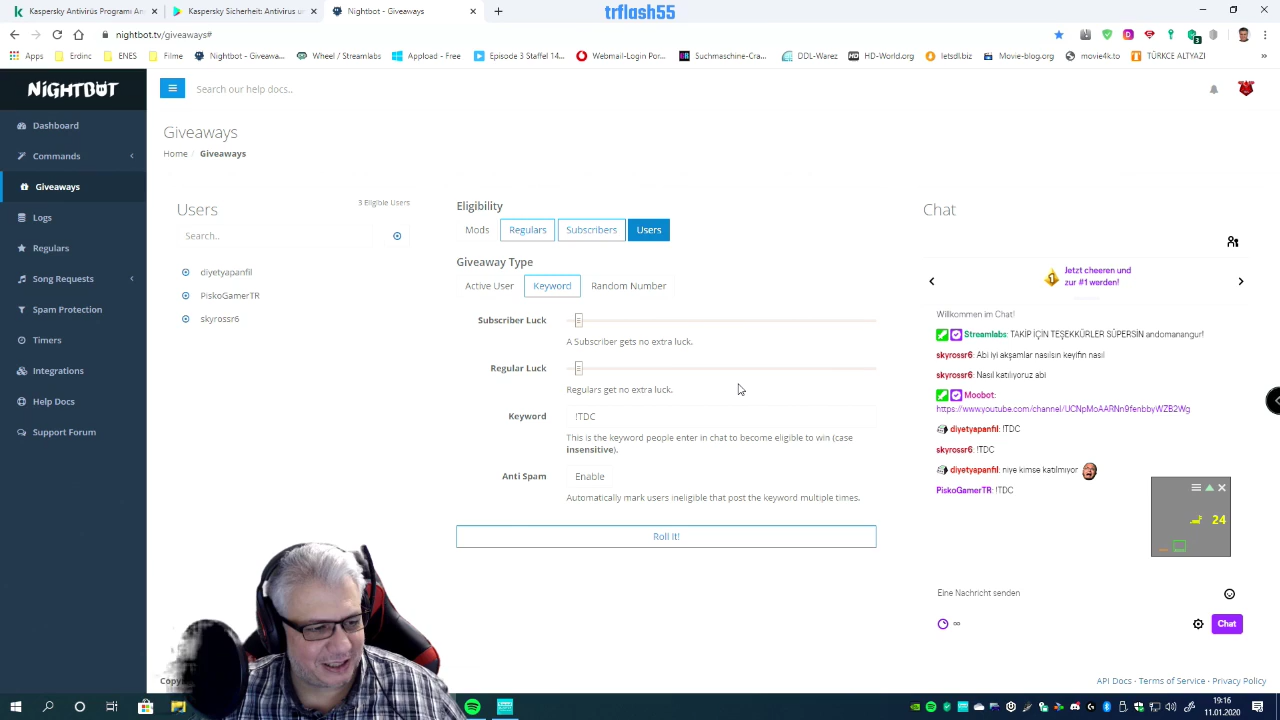 Kaspersky Antivirus Program Ar
Kaspersky Sicherheit: Antivirus u
Nightbot - Giveaways
trflash55
nightbot.tv/giveaways#
Apps
Erdinc
ENES
Filme
Nightbot - Giveawa...
Wheel / Streamlabs
Appload - Free
Episode 3 Staffel 14...
Webmail-Login Por...
Suchmaschine-Cra...
DDL-Warez
HD-World.org
letsdl.biz
Movie-blog.org
movie4k.to
TÜRKCE ALTYAZI
NIGHTBOT
Search our help docs..
Dashboard
Commands
Giveaways
Logs
Regulars
Song Requests
Spam Protection
Timers
Integrations
Help Docs
Support Forum
Giveaways
Home / Giveaways
Users
3 Eligible Users
Search..
diyetyapanfil
PiskoGamerTR
skyrossr6
Eligibility
Mods
Regulars
Subscribers
Users
Giveaway Type
Active User
Keyword
Random Number
Subscriber Luck
A Subscriber gets no extra luck.
Regular Luck
Regulars get no extra luck.
Keyword
!TDC
This is the keyword people enter in chat to become eligible to win (case
insensitive).
Anti Spam
Enable
Automatically mark users ineligible that post the keyword multiple times.
Roll It!
Chat
Jetzt cheeren und
zur #1 werden!
Willkommen im Chat!
Streamlabs: TAKİP İÇİN TEŞEKKÜRLER SÜPERSİN andomanangur!
skyrossr6: Abi iyi akşamlar nasılsın keyifin nasıl
skyrossr6: Nasıl katılıyoruz abi
Moobot:
https://www.youtube.com/channel/UCNpMoAARNn9fenbbyWZB2Wg
diyetyapanfil: !TDC
skyrossr6: !TDC
diyetyapanfil: niye kimse katılmıyor
PiskoGamerTR: !TDC
24
Eine Nachricht senden
∞
Chat
Copy
API Docs · Terms of Service · Privacy Policy
19:16
11.01.2020